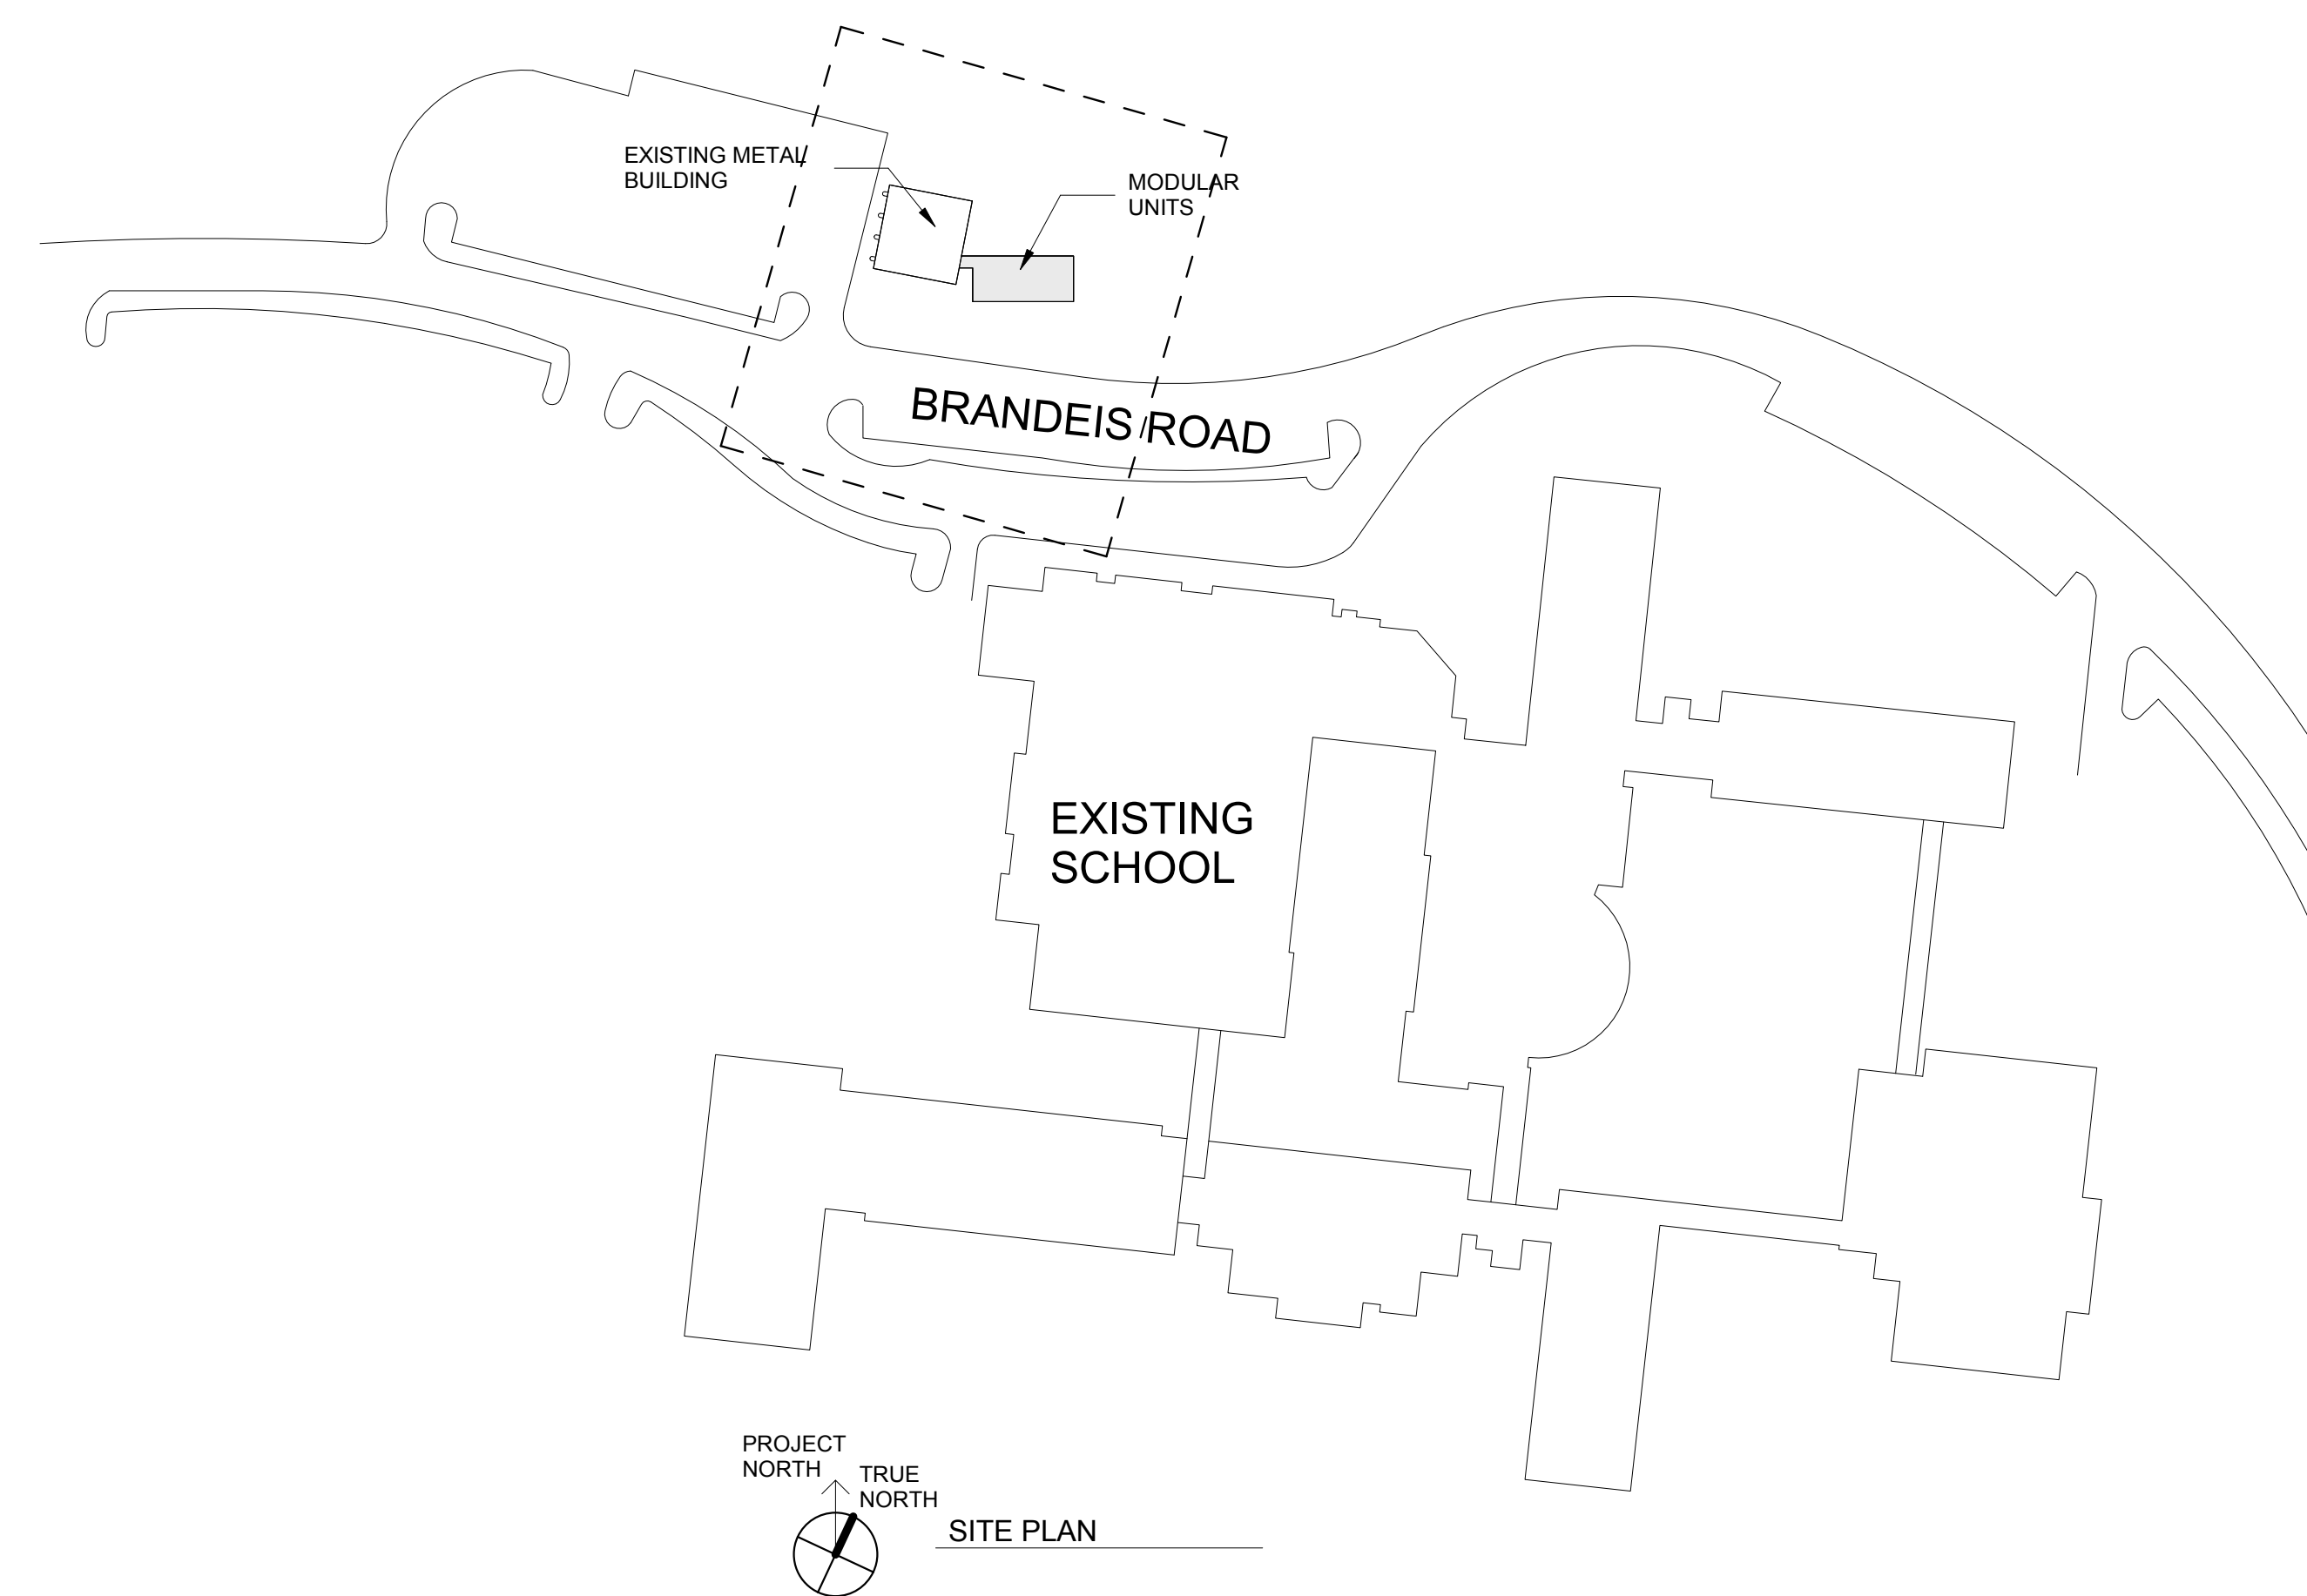 EXISTING METAL
BUILDING
MODULAR
UNITS
BRANDEIS ROAD
EXISTING
SCHOOL
PROJECT
NORTH
TRUE
NORTH
SITE PLAN